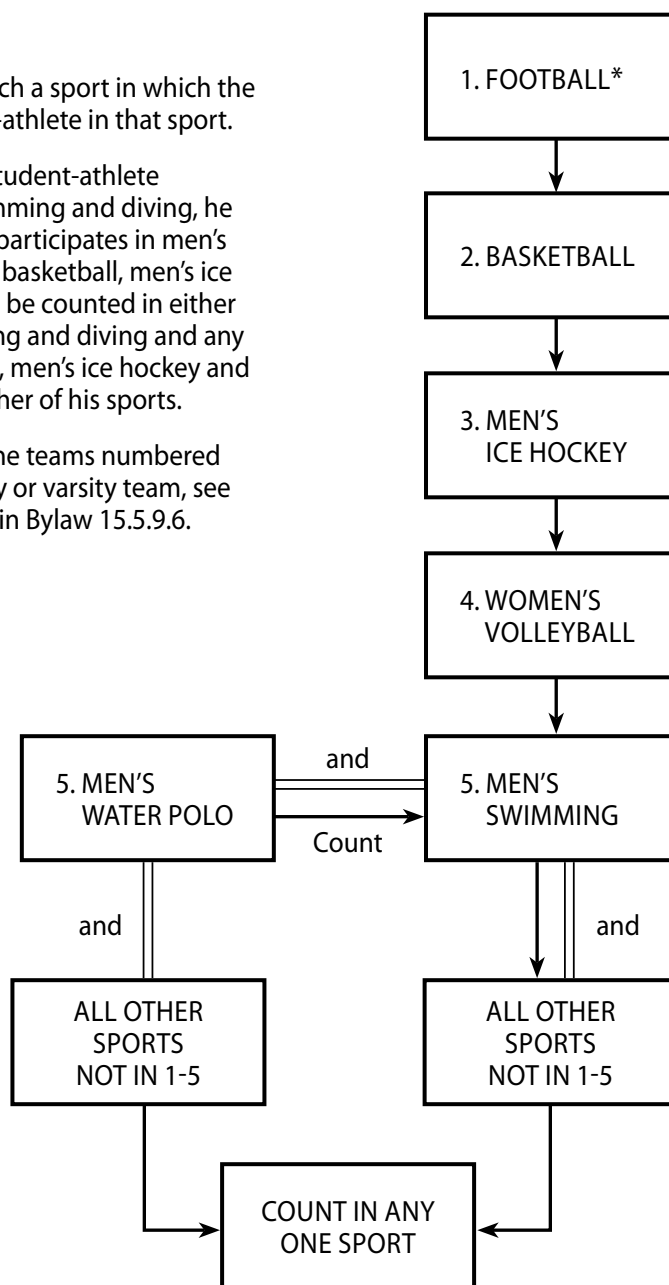 ch a sport in which the
-athlete in that sport.
tudent-athlete
nming and diving, he
participates in men's
basketball, men's ice
be counted in either
ng and diving and any
, men's ice hockey and
her of his sports.
he teams numbered
y or varsity team, see
in Bylaw 15.5.9.6.
1. FOOTBALL*
2. BASKETBALL
3. MEN'S
ICE HOCKEY
4. WOMEN'S
VOLLEYBALL
5. MEN'S
WATER POLO
and
Count
5. MEN'S
SWIMMING
and
and
ALL OTHER
SPORTS
NOT IN 1-5
ALL OTHER
SPORTS
NOT IN 1-5
COUNT IN ANY
ONE SPORT